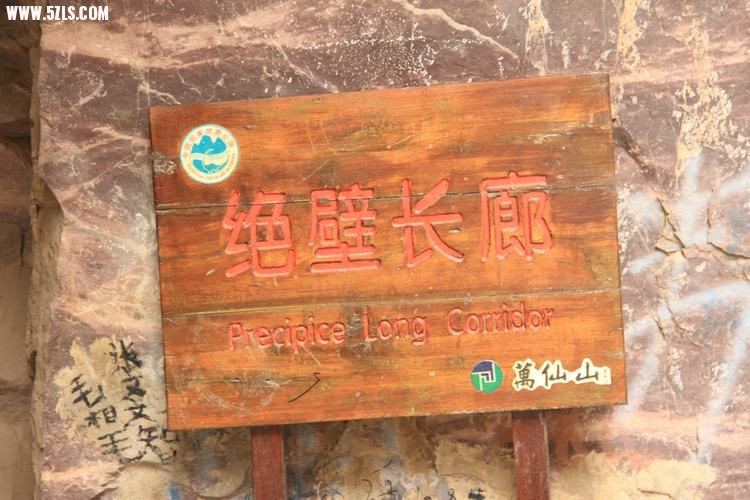 WWW.5ZLS.COM
绝壁长廊
Precipice Long Corridor
萬仙山